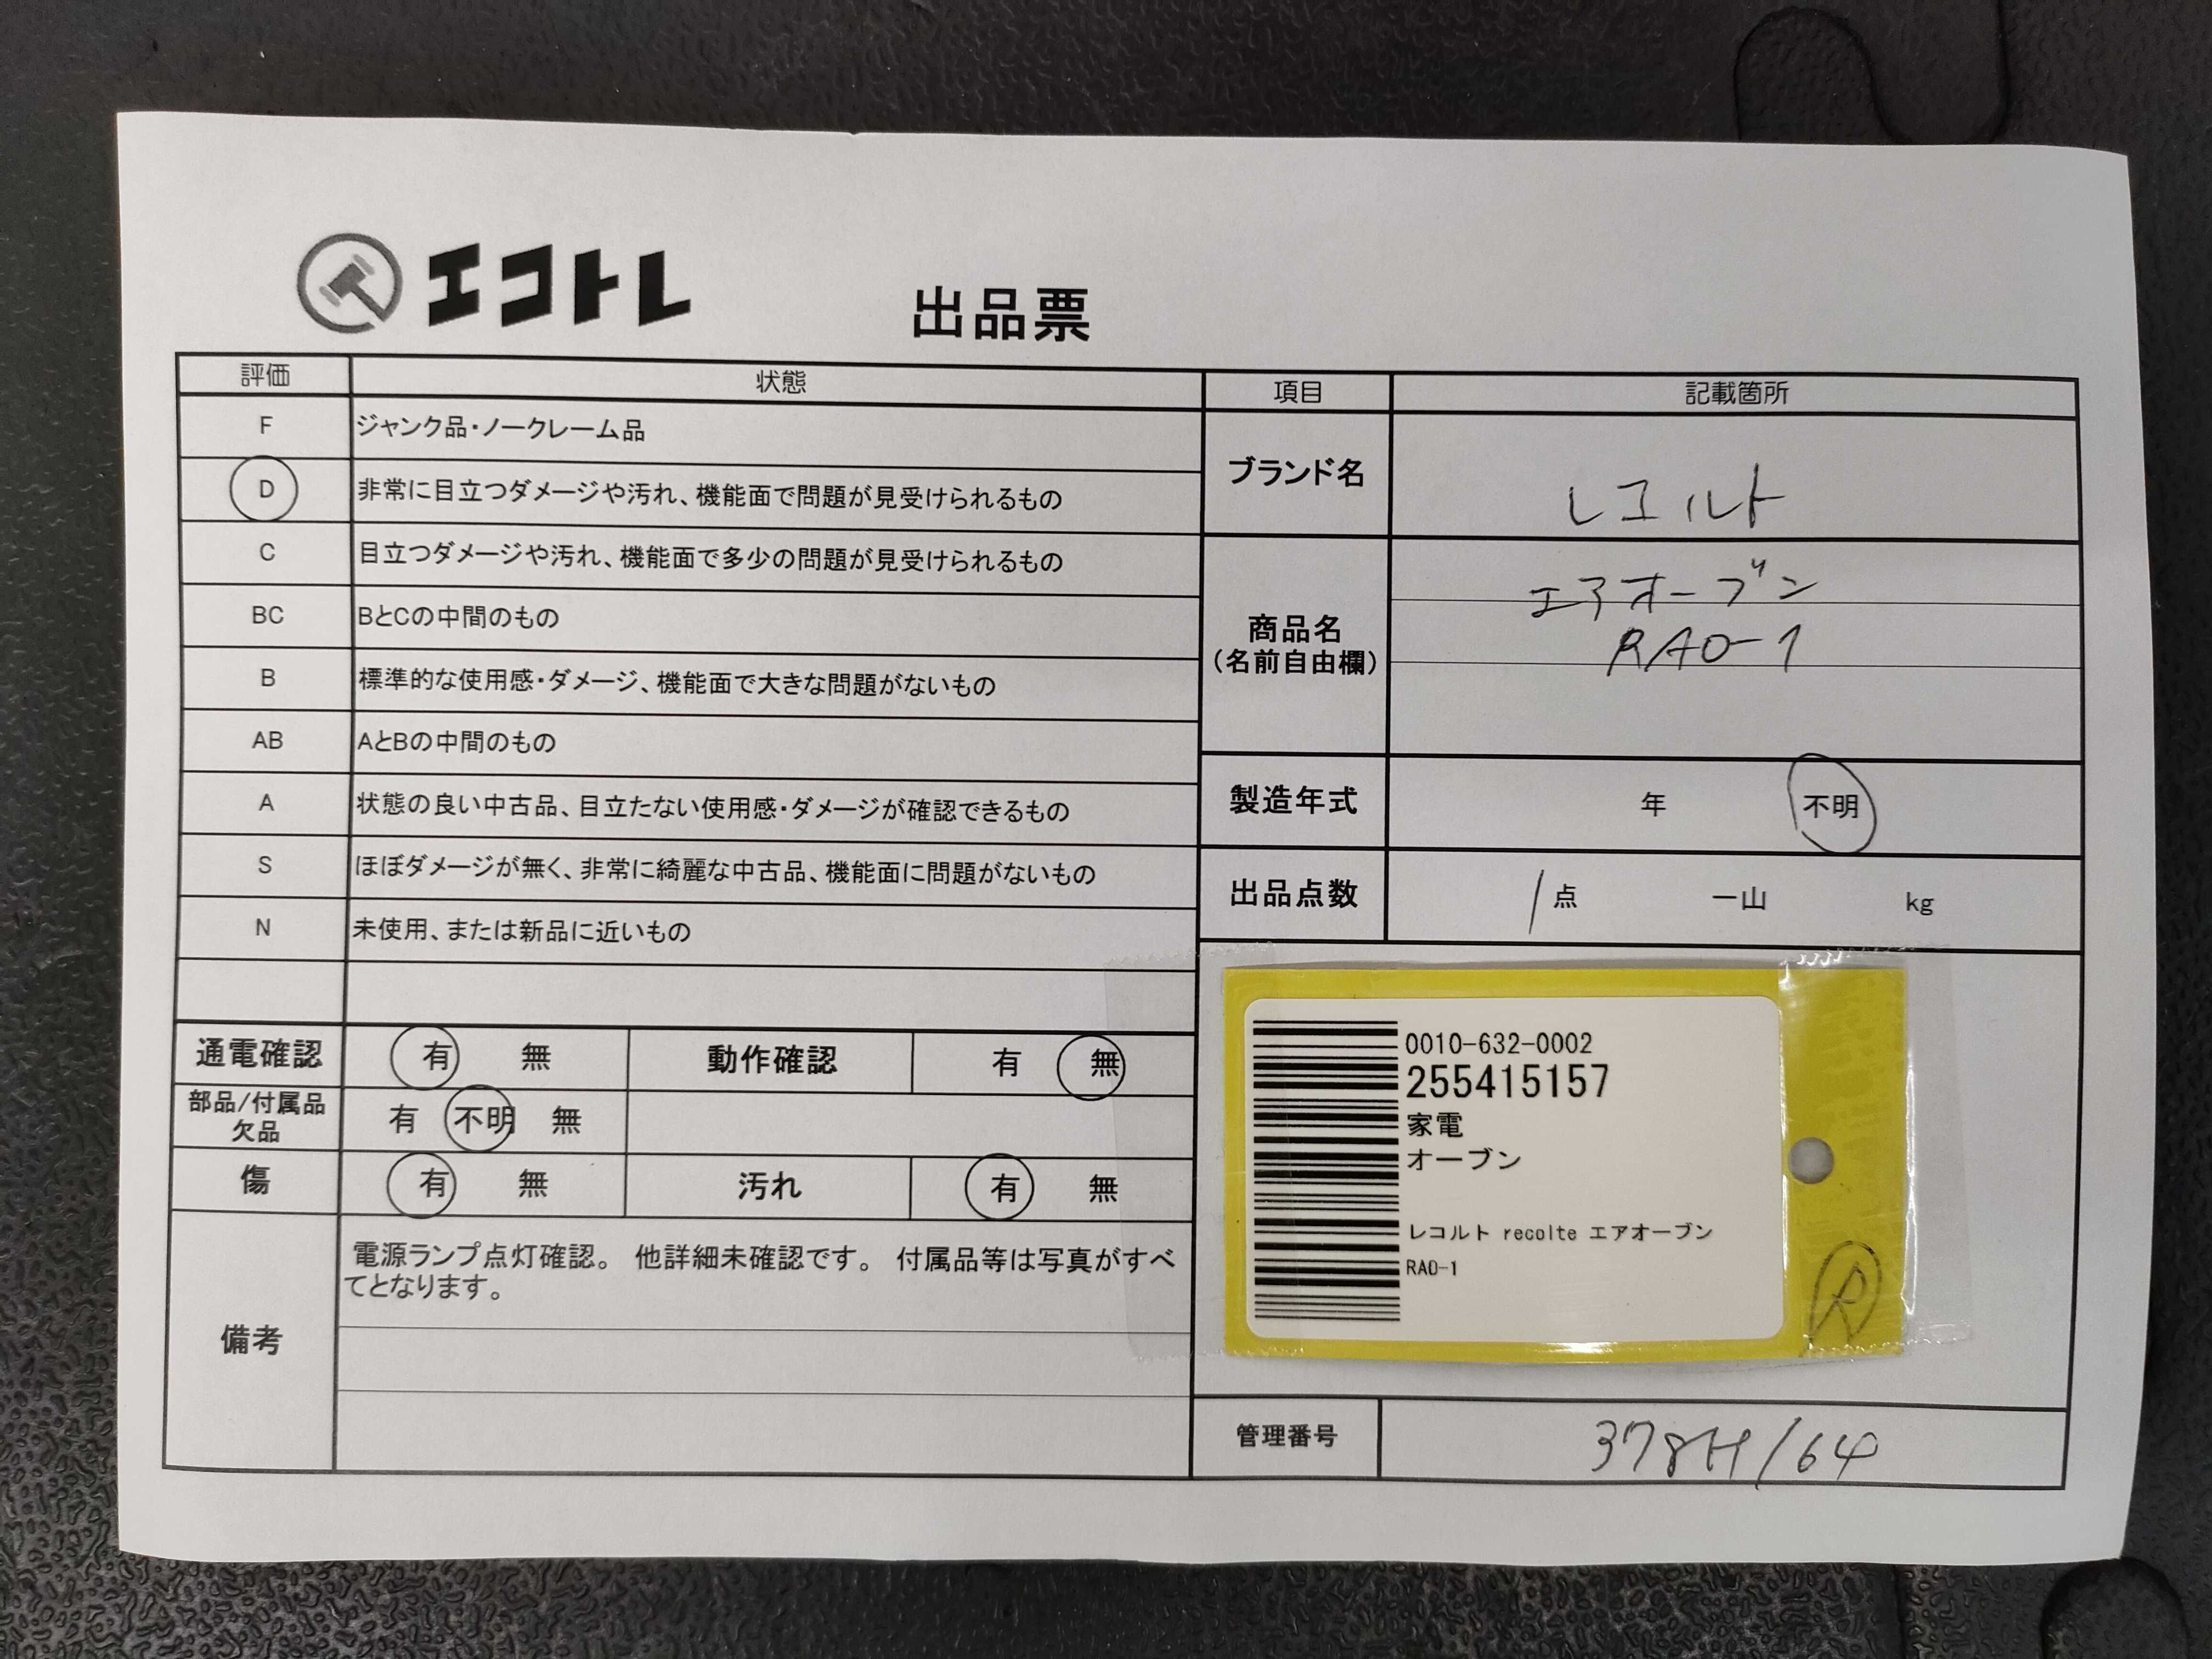 エコトレ
出品票
評価 状態
F ジャンク品・ノークレーム品
D 非常に目立つダメージや汚れ、機能面で問題が見受けられるもの
C 目立つダメージや汚れ、機能面で多少の問題が見受けられるもの
BC BとCの中間のもの
B 標準的な使用感・ダメージ、機能面で大きな問題がないもの
AB AとBの中間のもの
A 状態の良い中古品、目立たない使用感・ダメージが確認できるもの
S ほぼダメージが無く、非常に綺麗な中古品、機能面に問題がないもの
N 未使用、または新品に近いもの
通電確認 有 無 動作確認 有 無
部品/付属品
欠品 有 不明 無
傷 有 無 汚れ 有 無
備考
電源ランプ点灯確認。 他詳細未確認です。 付属品等は写真がすべ
てとなります。
項目 記載箇所
ブランド名 レコルト
商品名
(名前自由欄)
エアオーブン
RAO-1
製造年式 年 不明
出品点数 1点 一山 kg
0010-632-0002
255415157
家電
オーブン
レコルト recolte エアオーブン
RAO-1
R
管理番号 378H/64